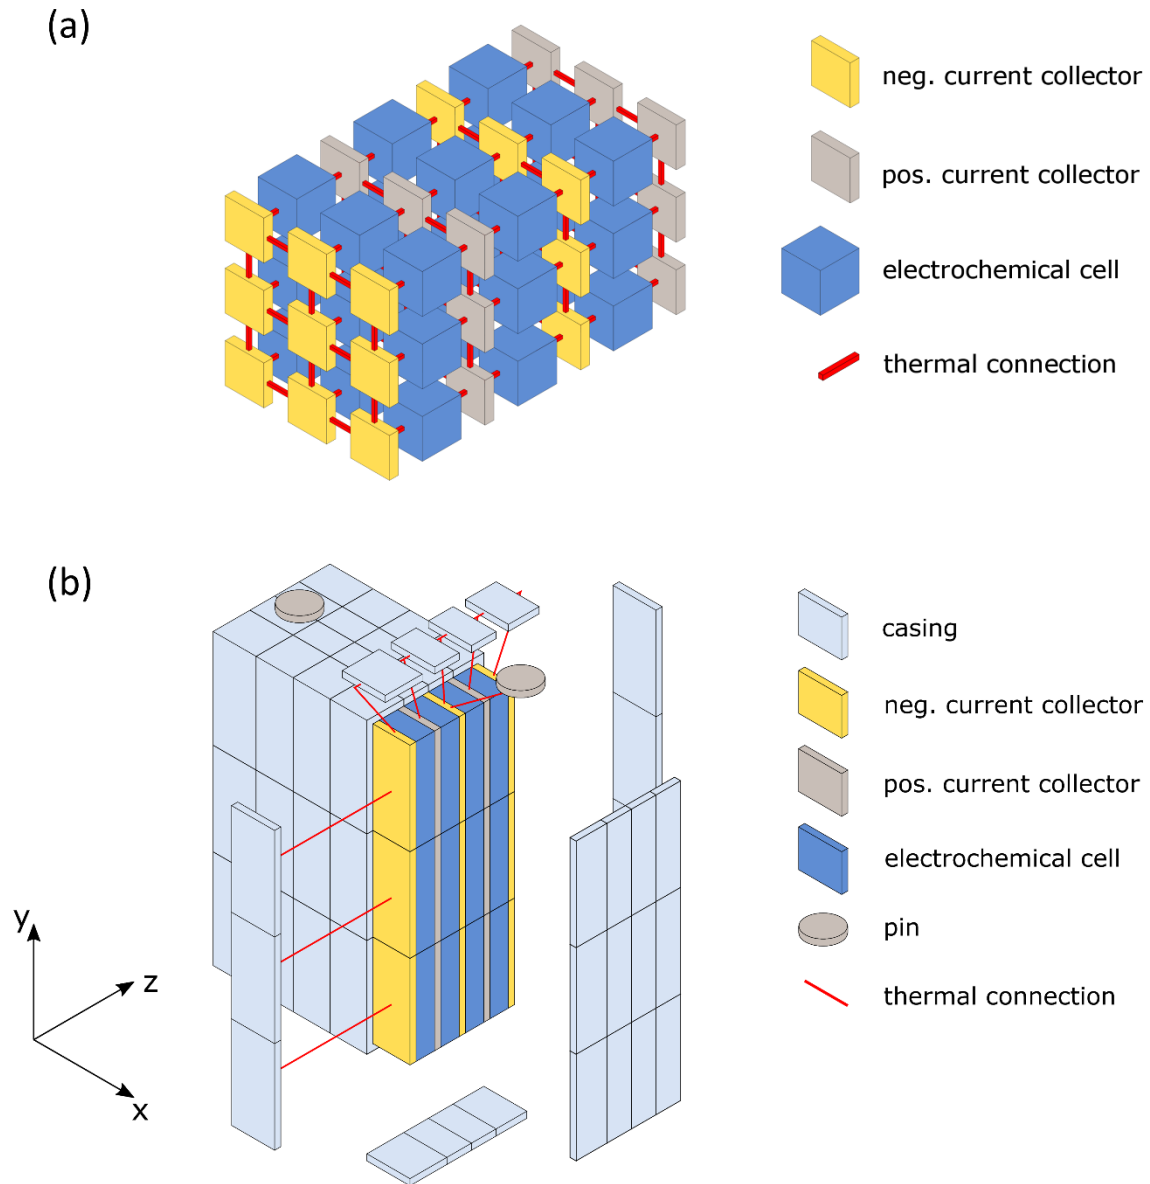 (a)
neg. current collector
pos. current collector
electrochemical cell
thermal connection
(b)
casing
neg. current collector
pos. current collector
electrochemical cell
pin
thermal connection
y
z
x